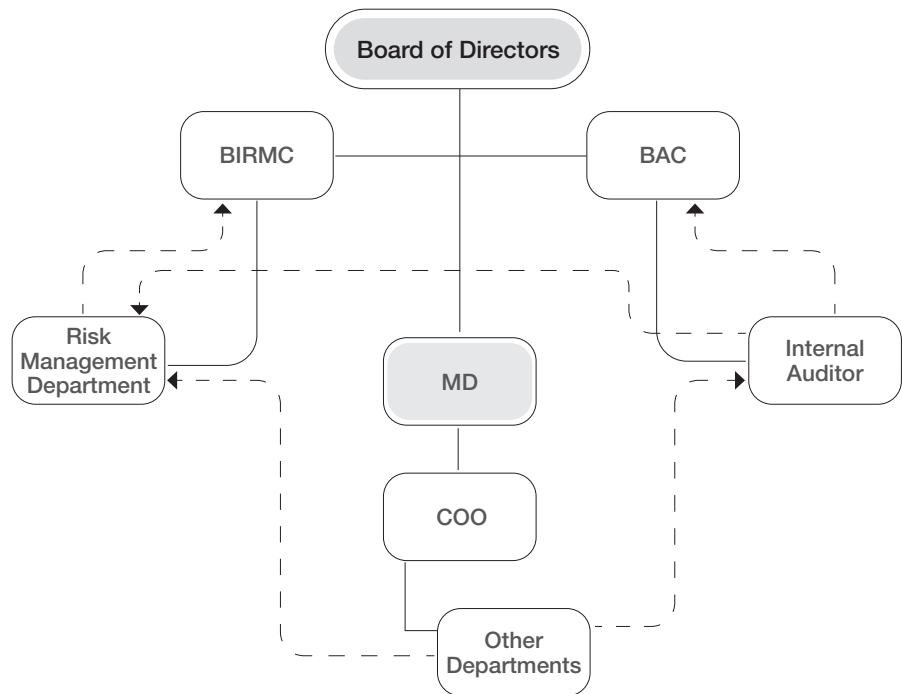 Board of Directors
BIRMC
BAC
Risk
Management
Department
MD
Internal
Auditor
COO
Other
Departments